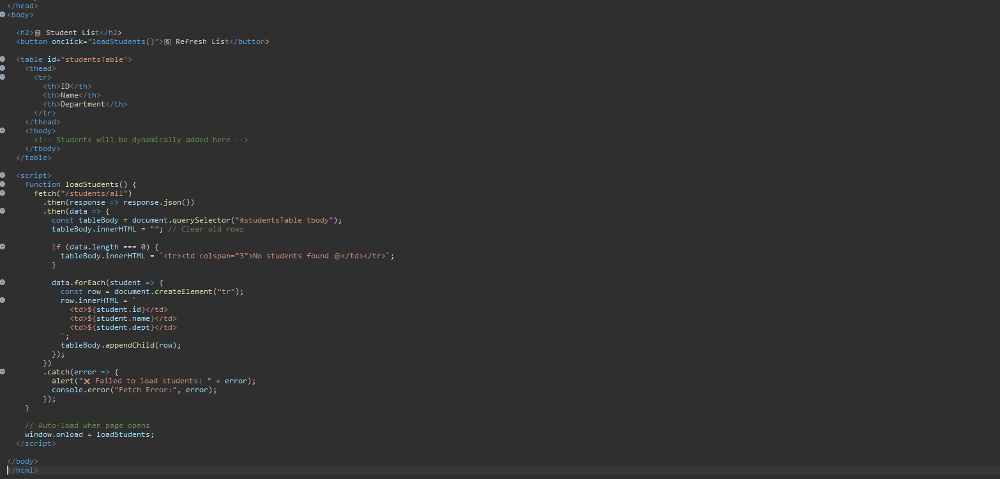 </head>
<body>
<h2>📋 Student List</h2>
<button onclick="loadStudents()">🔄 Refresh List</button>
<table id="studentsTable">
<thead>
<tr>
<th>ID</th>
<th>Name</th>
<th>Department</th>
</tr>
</thead>
<tbody>
<!-- Students will be dynamically added here -->
</tbody>
</table>
<script>
function loadStudents() {
fetch("/students/all")
.then(response => response.json())
.then(data => {
const tableBody = document.querySelector("#studentsTable tbody");
tableBody.innerHTML = ""; // Clear old rows
if (data.length === 0) {
tableBody.innerHTML = `<tr><td colspan="3">No students found </td></tr>`;
}
data.forEach(student => {
const row = document.createElement("tr");
row.innerHTML = `
<td>${student.id}</td>
<td>${student.name}</td>
<td>${student.dept}</td>
`;
tableBody.appendChild(row);
});
})
.catch(error => {
alert("❌ Failed to load students: " + error);
console.error("Fetch Error:", error);
});
}
// Auto-load when page opens
window.onload = loadStudents;
</script>
</body>
</html>